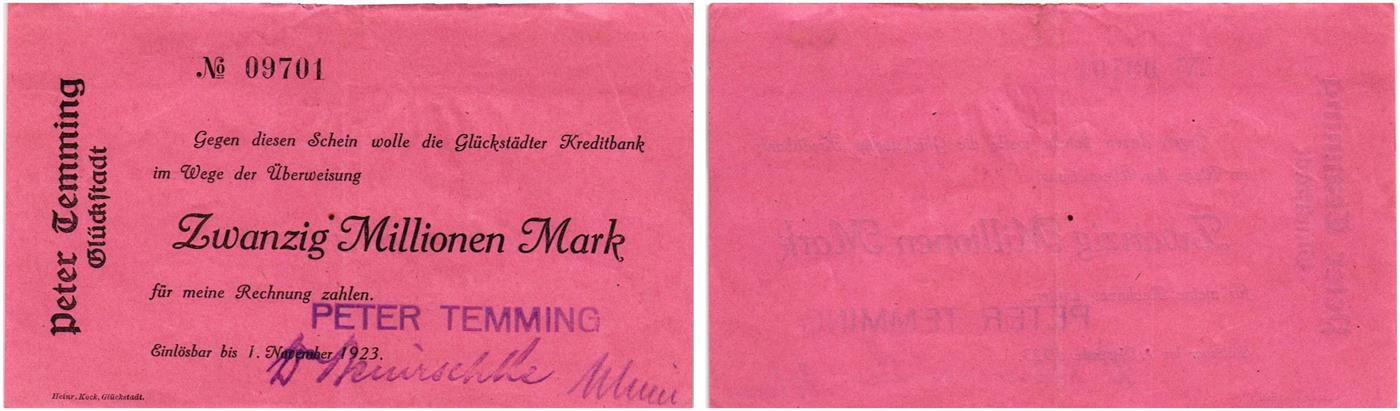 Peter Temming
Glückstadt
№ 09701
Gegen diesen Schein wolle die Glückstädter Kreditbank
im Wege der Überweisung
Zwanzig Millionen Mark
für meine Rechnung zahlen.
PETER TEMMING
Einlösbar bis 1. November 1923.
Heinr. Kock, Glückstadt.